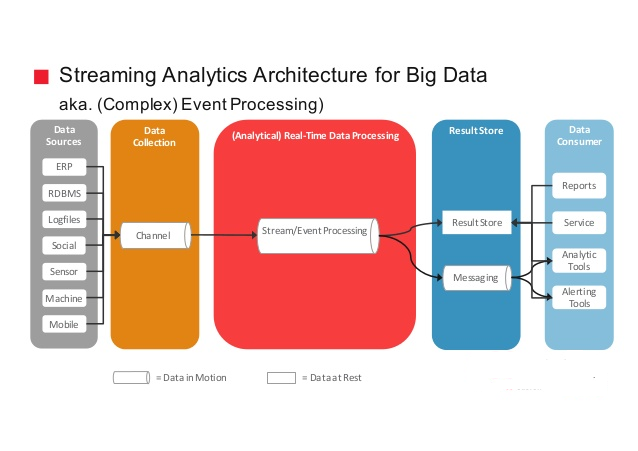 Streaming Analytics Architecture for Big Data
aka. (Complex) Event Processing)
Data
Sources
ERP
RDBMS
Logfiles
Social
Sensor
Machine
Mobile
Data
Collection
Channel
(Analytical) Real-Time Data Processing
Stream/Event Processing
Result Store
Result Store
Messaging
Data
Consumer
Reports
Service
Analytic
Tools
Alerting
Tools
= Data in Motion
= Data at Rest